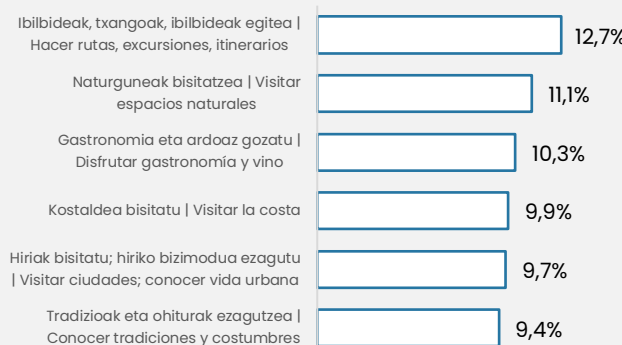 Ibilbideak, txangoak, ibilbideak egitea |
Hacer rutas, excursiones, itinerarios
12,7%
Naturguneak bisitatzea | Visitar
espacios naturales
11,1%
Gastronomia eta ardoaz gozatu |
Disfrutar gastronomía y vino
10,3%
Kostaldea bisitatu | Visitar la costa
9,9%
Hiriak bisitatu; hiriko bizimodua ezagutu
| Visitar ciudades; conocer vida urbana
9,7%
Tradizioak eta ohiturak ezagutzea |
Conocer tradiciones y costumbres
9,4%